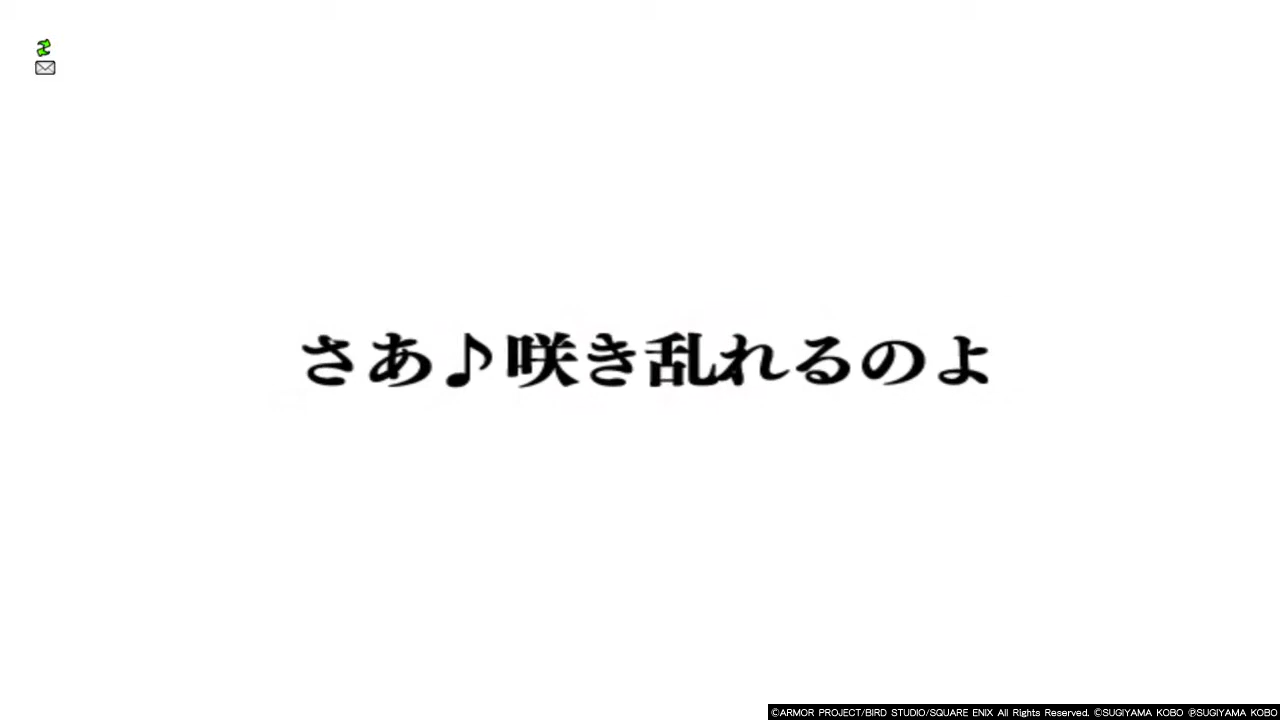 さあ♪咲き乱れるのよ
©ARMOR PROJECT/BIRD STUDIO/SQUARE ENIX All Rights Reserved. ©SUGIYAMA KOBO ℗SUGIYAMA KOBO